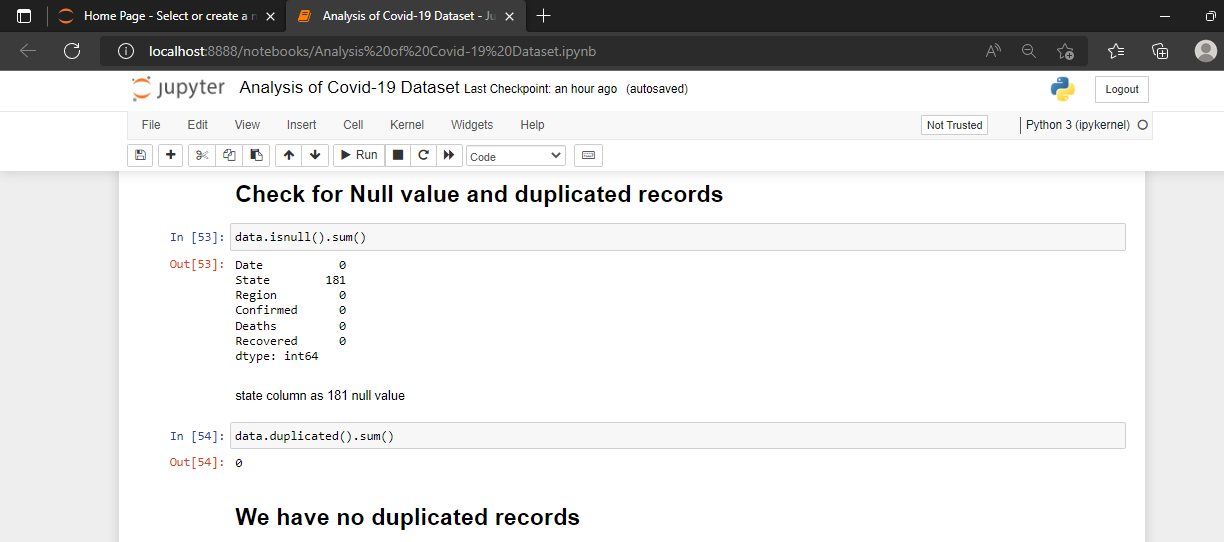 Home Page - Select or create a n
Analysis of Covid-19 Dataset - Ju
localhost:8888/notebooks/Analysis%20of%20Covid-19%20Dataset.ipynb
jupyter Analysis of Covid-19 Dataset Last Checkpoint: an hour ago (autosaved)
Logout
File Edit View Insert Cell Kernel Widgets Help Not Trusted Python 3 (ipykernel)
Run Code
Check for Null value and duplicated records
In [53]: data.isnull().sum()
Out[53]: Date 0
State 181
Region 0
Confirmed 0
Deaths 0
Recovered 0
dtype: int64
state column as 181 null value
In [54]: data.duplicated().sum()
Out[54]: 0
We have no duplicated records